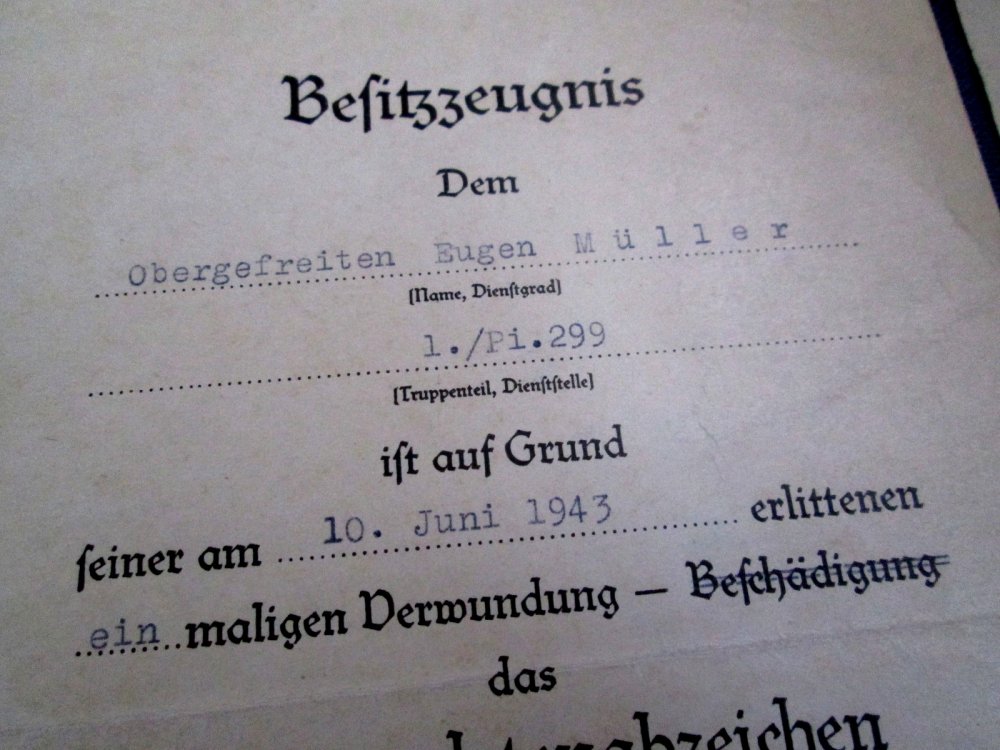 Besitzzeugnis
Dem
Obergefreiten Eugen Müller
(Name, Dienstgrad)
1./Pi.299
(Truppenteil, Dienststelle)
ist auf Grund
seiner am 10. Juni 1943 erlittenen
ein maligen Verwundung – Beschädigung
das